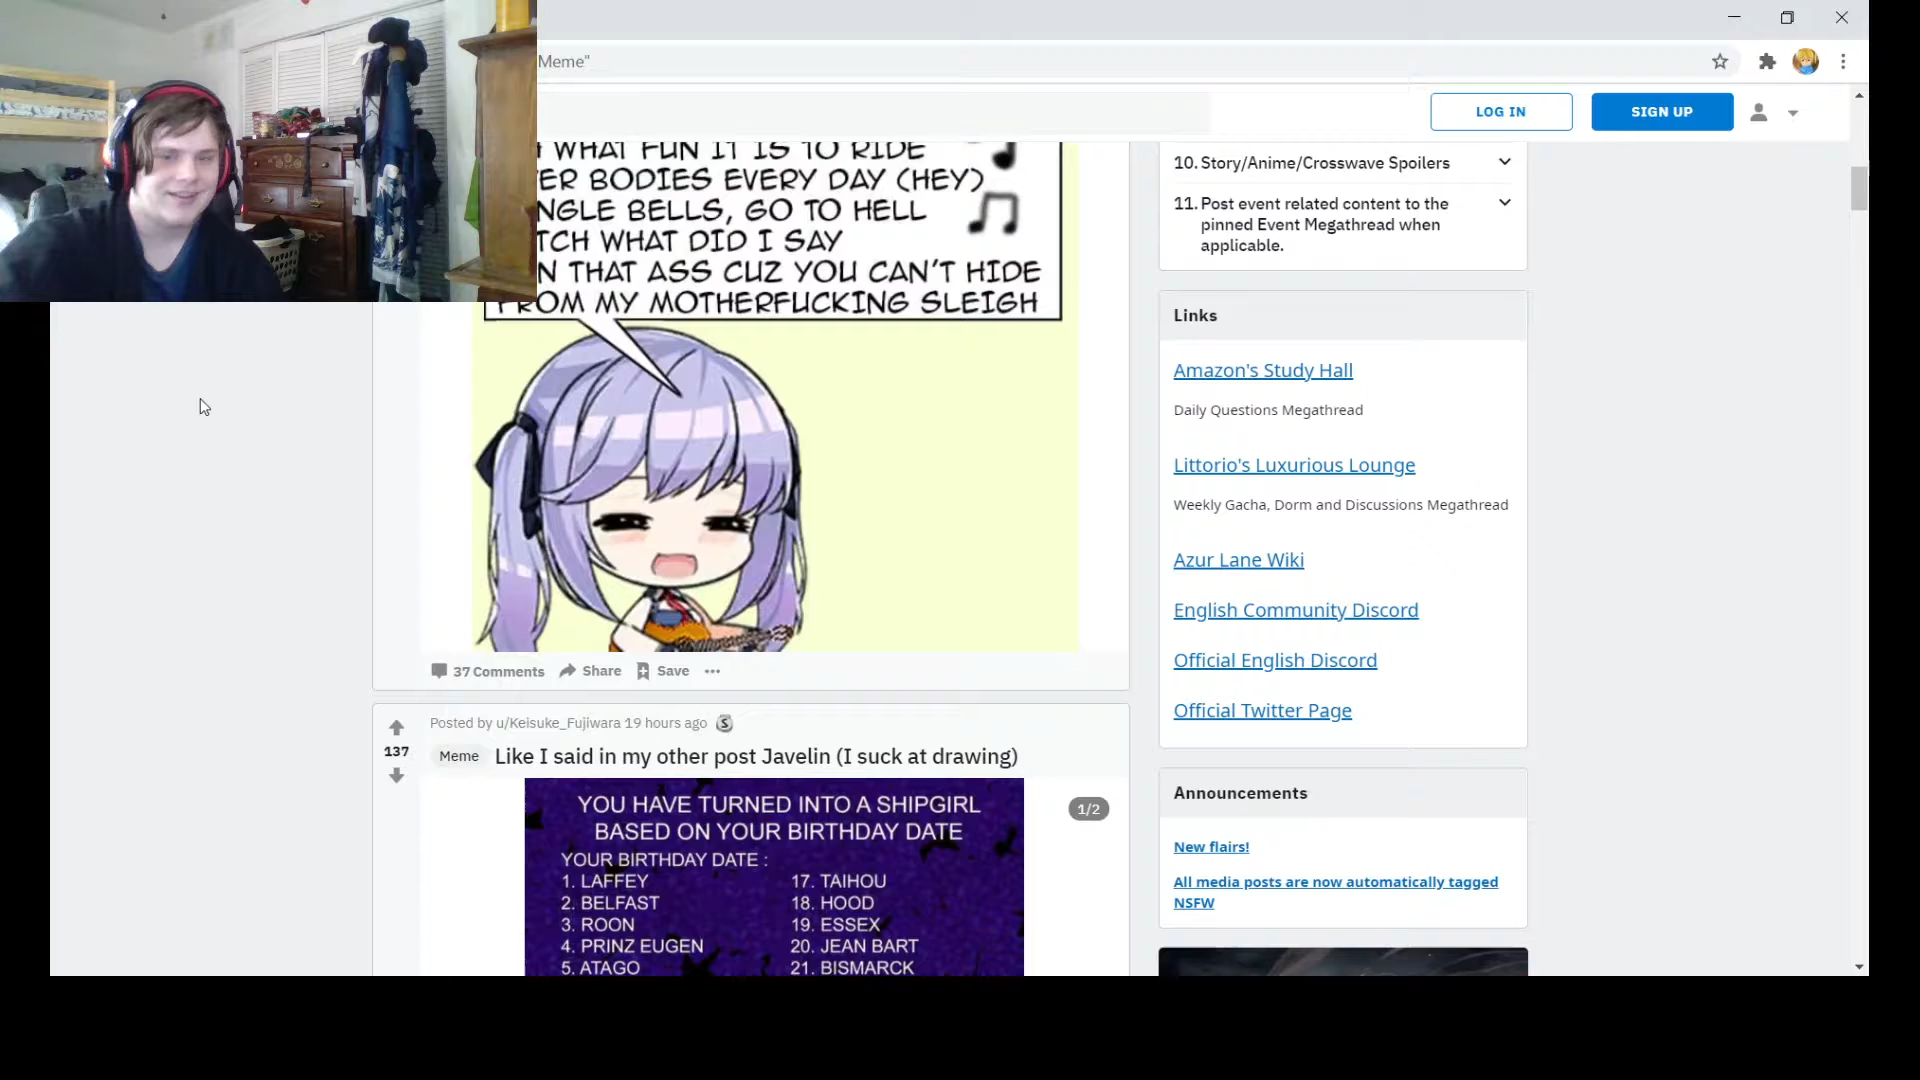 Meme"
LOG IN
SIGN UP
WHAT FUN IT IS TO RIDE
BODIES EVERY DAY (HEY)
BELLS, GO TO HELL
WHAT DID I SAY
THAT ASS CUZ YOU CAN'T HIDE
FROM MY MOTHERFUCKING SLEIGH
37 Comments
Share
Save
Posted by u/Keisuke_Fujiwara 19 hours ago
137
Meme
Like I said in my other post Javelin (I suck at drawing)
1/2
YOU HAVE TURNED INTO A SHIPGIRL
BASED ON YOUR BIRTHDAY DATE
YOUR BIRTHDAY DATE :
1. LAFFEY
2. BELFAST
3. ROON
4. PRINZ EUGEN
5. ATAGO
17. TAIHOU
18. HOOD
19. ESSEX
20. JEAN BART
21. BISMARCK
10. Story/Anime/Crosswave Spoilers
11. Post event related content to the
pinned Event Megathread when
applicable.
Links
Amazon's Study Hall
Daily Questions Megathread
Littorio's Luxurious Lounge
Weekly Gacha, Dorm and Discussions Megathread
Azur Lane Wiki
English Community Discord
Official English Discord
Official Twitter Page
Announcements
New flairs!
All media posts are now automatically tagged
NSFW